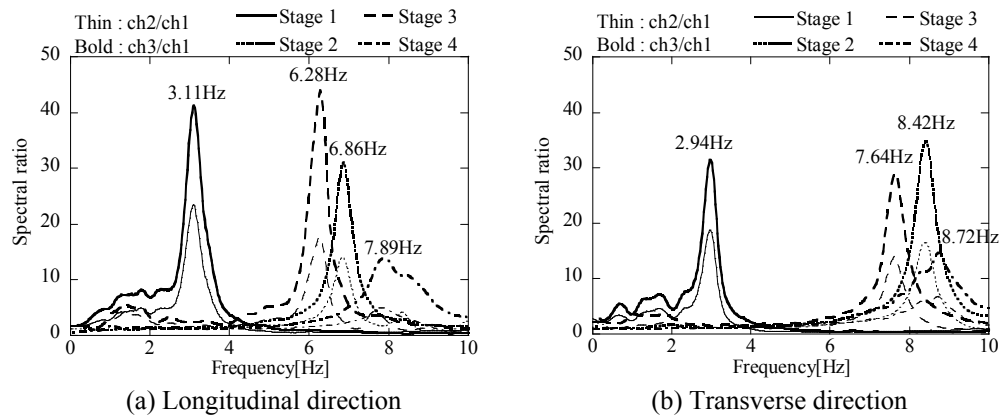 Thin : ch2/ch1
Bold : ch3/ch1
Stage 1
Stage 3
Stage 2
Stage 4
50
40
30
20
10
0
Spectral ratio
3.11Hz
6.28Hz
6.86Hz
7.89Hz
0
2
4
6
8
10
Frequency[Hz]
(a) Longitudinal direction
Thin : ch2/ch1
Bold : ch3/ch1
Stage 1
Stage 3
Stage 2
Stage 4
50
40
30
20
10
0
Spectral ratio
2.94Hz
7.64Hz
8.42Hz
8.72Hz
0
2
4
6
8
10
Frequency[Hz]
(b) Transverse direction